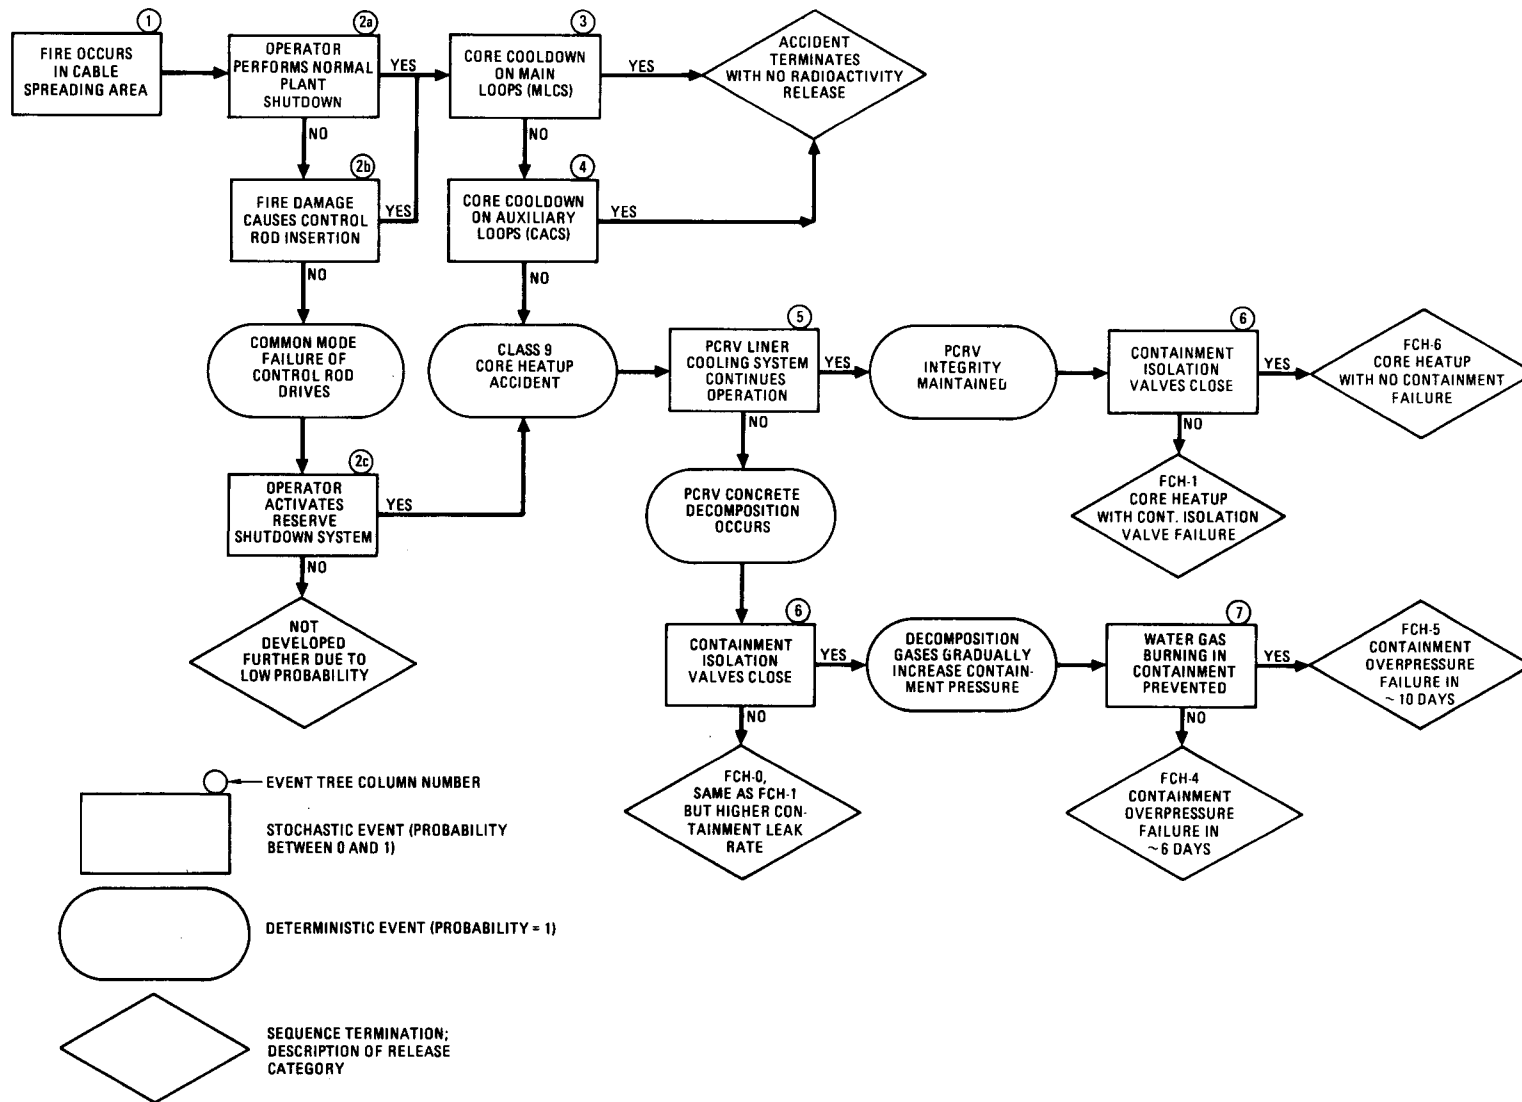 1
FIRE OCCURS
IN CABLE
SPREADING AREA
2a
OPERATOR
PERFORMS NORMAL
PLANT
SHUTDOWN
YES
NO
3
CORE COOLDOWN
ON MAIN
LOOPS (MLCS)
YES
NO
ACCIDENT
TERMINATES
WITH NO RADIOACTIVITY
RELEASE
2b
FIRE DAMAGE
CAUSES CONTROL
ROD INSERTION
YES
NO
4
CORE COOLDOWN
ON AUXILIARY
LOOPS (CACS)
YES
NO
COMMON MODE
FAILURE OF
CONTROL ROD
DRIVES
CLASS 9
CORE HEATUP
ACCIDENT
5
PCRV LINER
COOLING SYSTEM
CONTINUES
OPERATION
YES
NO
PCRV
INTEGRITY
MAINTAINED
6
CONTAINMENT
ISOLATION
VALVES CLOSE
YES
NO
FCH-6
CORE HEATUP
WITH NO CONTAINMENT
FAILURE
2c
OPERATOR
ACTIVATES
RESERVE
SHUTDOWN SYSTEM
YES
NO
PCRV CONCRETE
DECOMPOSITION
OCCURS
FCH-1
CORE HEATUP
WITH CONT. ISOLATION
VALVE FAILURE
NOT
DEVELOPED
FURTHER DUE TO
LOW PROBABILITY
6
CONTAINMENT
ISOLATION
VALVES CLOSE
YES
NO
DECOMPOSITION
GASES GRADUALLY
INCREASE CONTAIN-
MENT PRESSURE
7
WATER GAS
BURNING IN
CONTAINMENT
PREVENTED
YES
NO
FCH-5
CONTAINMENT
OVERPRESSURE
FAILURE IN
~ 10 DAYS
FCH-0,
SAME AS FCH-1
BUT HIGHER CON-
TAINMENT LEAK
RATE
FCH-4
CONTAINMENT
OVERPRESSURE
FAILURE IN
~6 DAYS
EVENT TREE COLUMN NUMBER
STOCHASTIC EVENT (PROBABILITY
BETWEEN 0 AND 1)
DETERMINISTIC EVENT (PROBABILITY = 1)
SEQUENCE TERMINATION;
DESCRIPTION OF RELEASE
CATEGORY